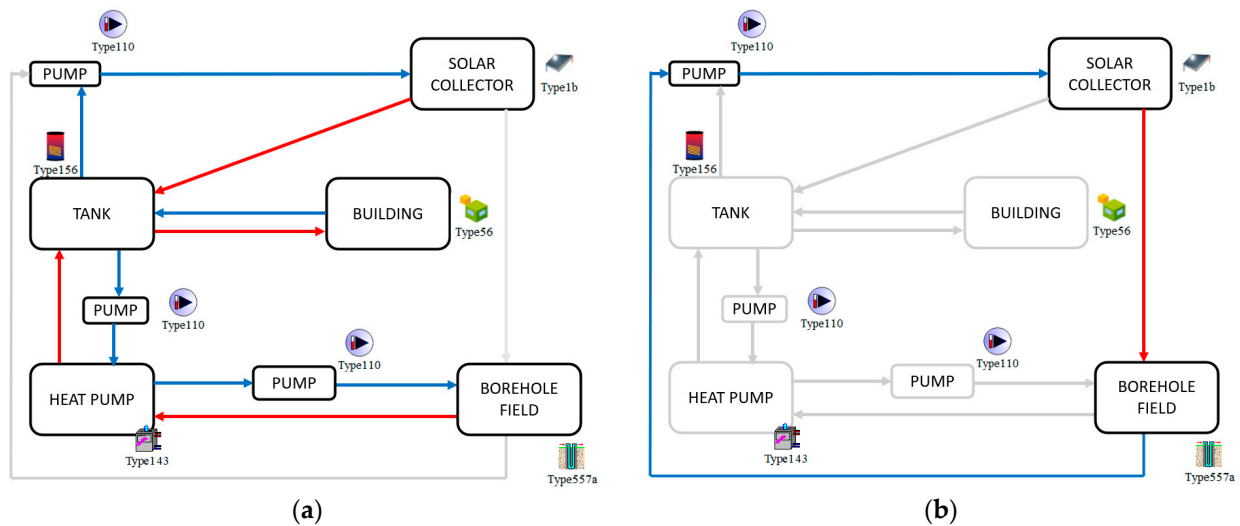 Type110
PUMP
SOLAR
COLLECTOR
Type1b
Type156
TANK
BUILDING
Type56
PUMP
Type110
Type110
HEAT PUMP
PUMP
BOREHOLE
FIELD
Type143
Type557a
(a)
Type110
PUMP
SOLAR
COLLECTOR
Type1b
Type156
TANK
BUILDING
Type56
PUMP
Type110
Type110
HEAT PUMP
PUMP
BOREHOLE
FIELD
Type143
Type557a
(b)